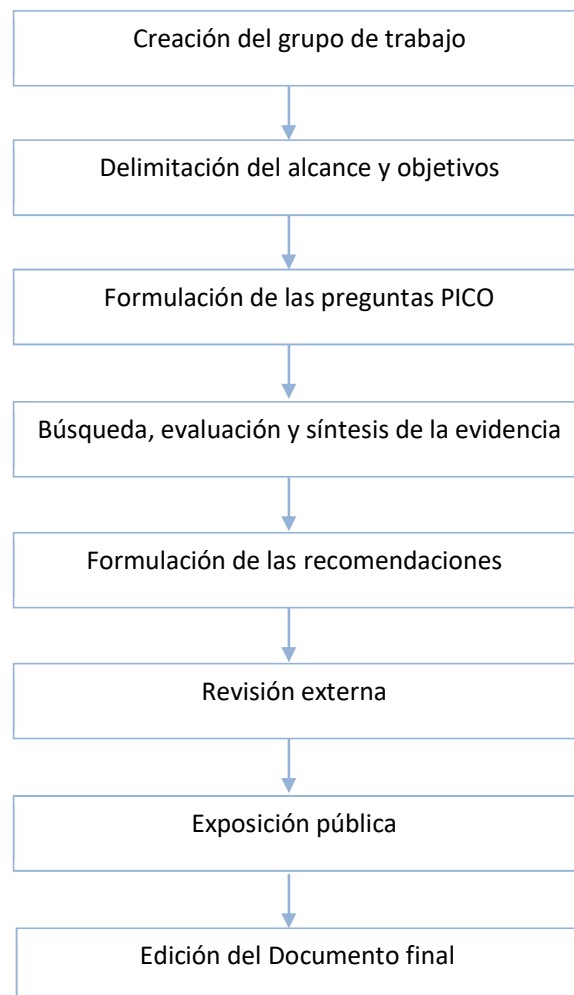 Creación del grupo de trabajo
Delimitación del alcance y objetivos
Formulación de las preguntas PICO
Búsqueda, evaluación y síntesis de la evidencia
Formulación de las recomendaciones
Revisión externa
Exposición pública
Edición del Documento final